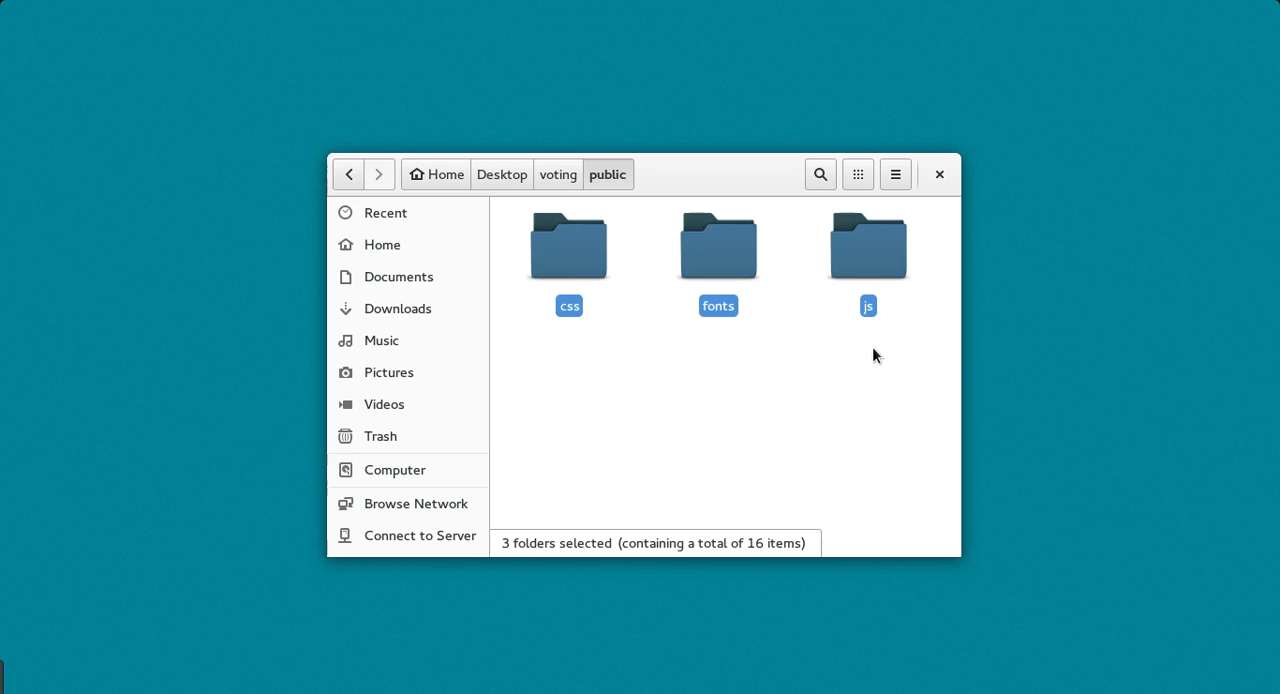 Home Desktop voting public
Recent
Home
Documents
Downloads
Music
Pictures
Videos
Trash
Computer
Browse Network
Connect to Server
css fonts js
3 folders selected (containing a total of 16 items)